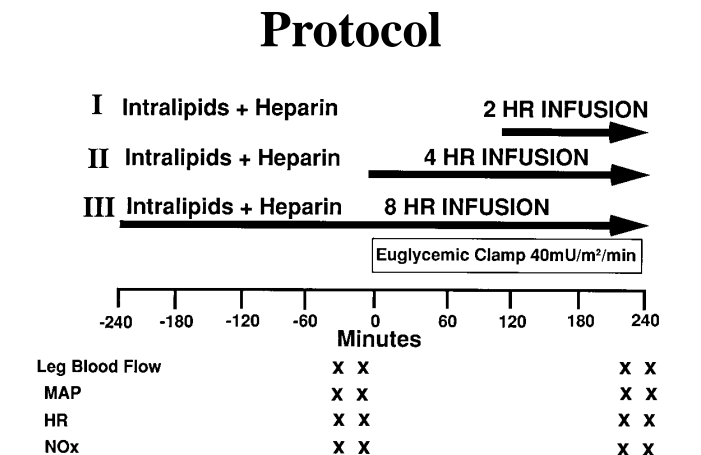 Protocol
I Intralipids + Heparin 2 HR INFUSION
II Intralipids + Heparin 4 HR INFUSION
III Intralipids + Heparin 8 HR INFUSION
Euglycemic Clamp 40mU/m²/min
-240 -180 -120 -60 0 60 120 180 240
Minutes
Leg Blood Flow X X X X
MAP X X X X
HR X X X X
NOx X X X X